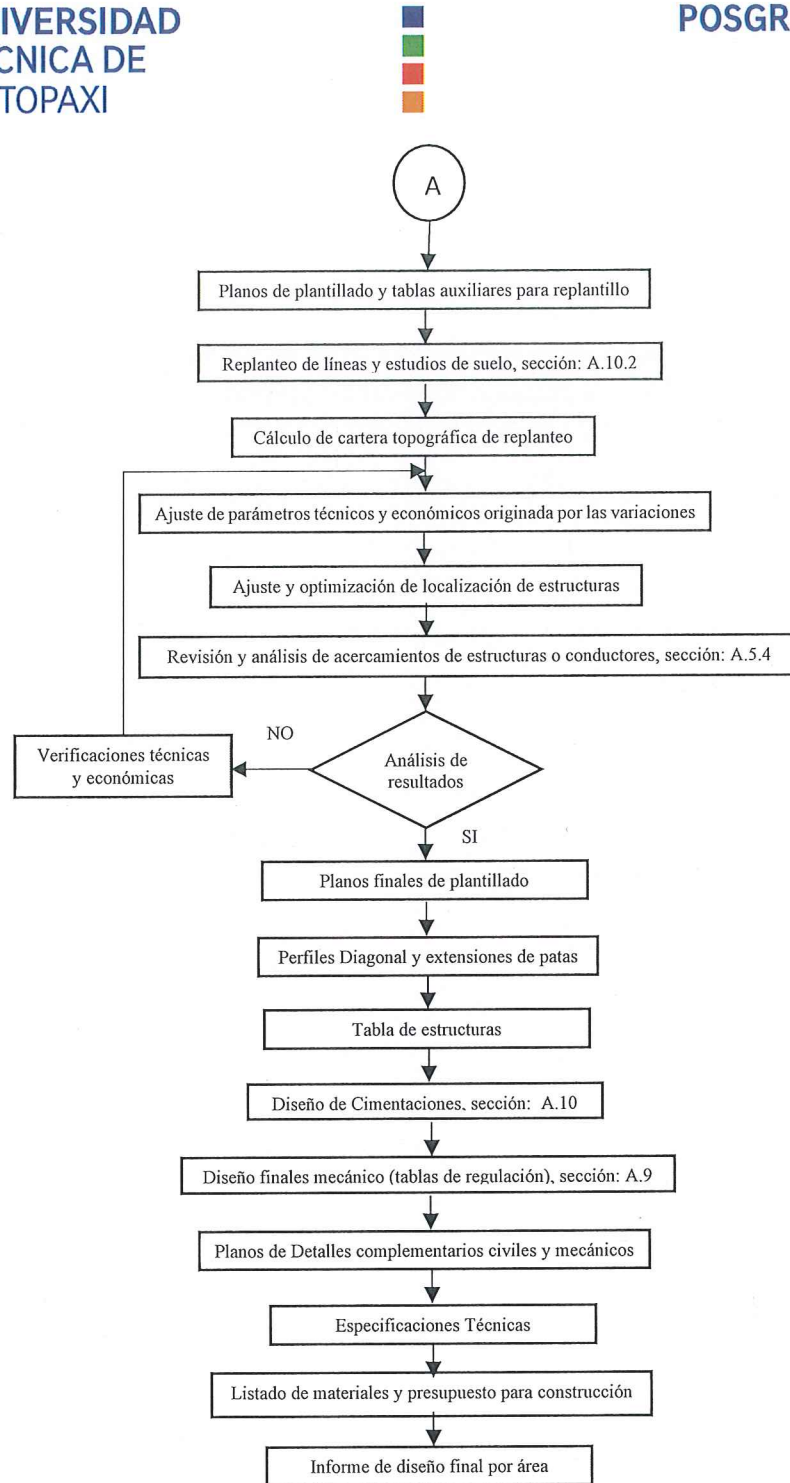 IVERSIDAD
CNICA DE
TOPAXI
POSGR
A
Planos de plantillado y tablas auxiliares para replantillo
Replanteo de líneas y estudios de suelo, sección: A.10.2
Cálculo de cartera topográfica de replanteo
Ajuste de parámetros técnicos y económicos originada por las variaciones
Ajuste y optimización de localización de estructuras
Revisión y análisis de acercamientos de estructuras o conductores, sección: A.5.4
NO
Verificaciones técnicas
y económicas
Análisis de
resultados
SI
Planos finales de plantillado
Perfiles Diagonal y extensiones de patas
Tabla de estructuras
Diseño de Cimentaciones, sección: A.10
Diseño finales mecánico (tablas de regulación), sección: A.9
Planos de Detalles complementarios civiles y mecánicos
Especificaciones Técnicas
Listado de materiales y presupuesto para construcción
Informe de diseño final por área